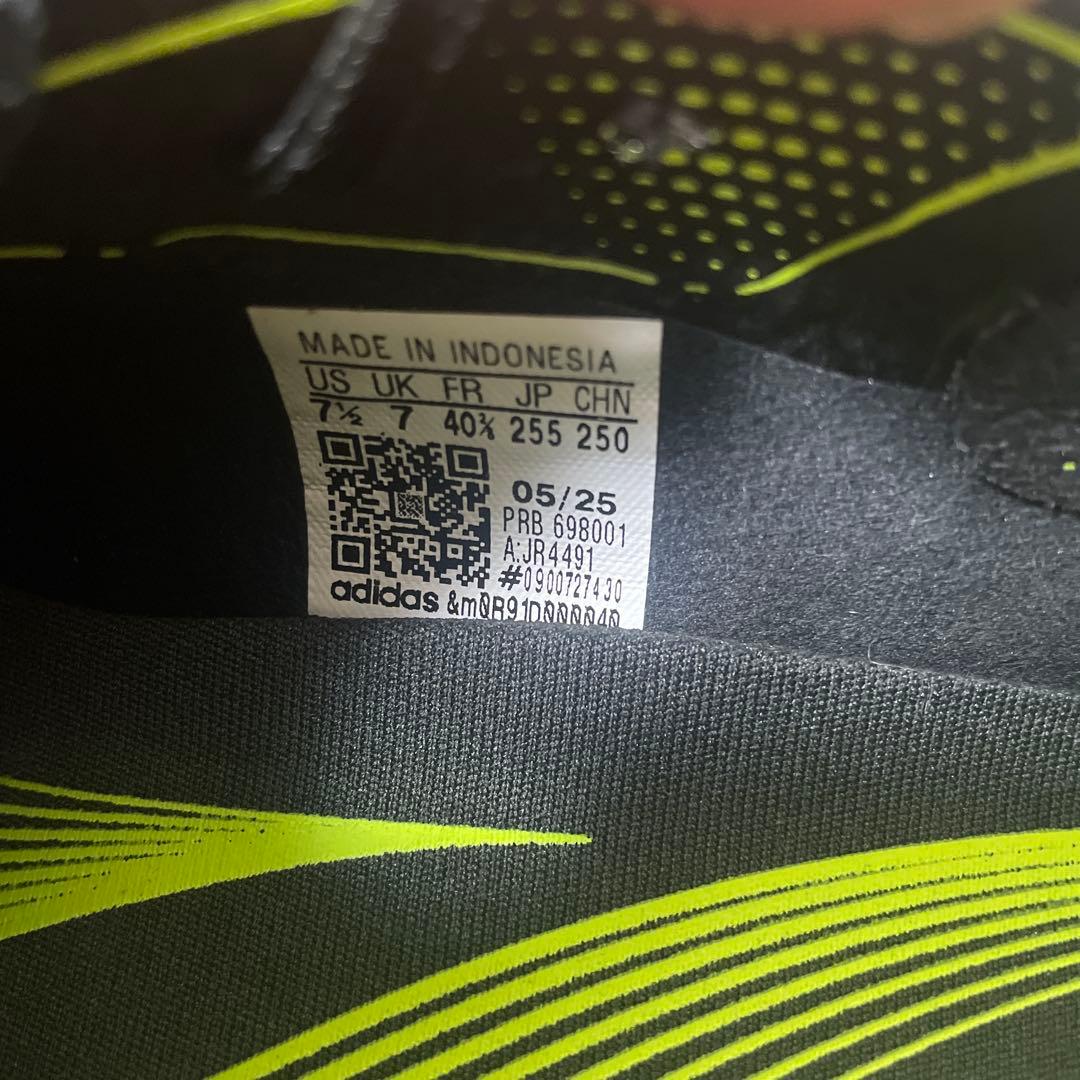 MADE IN INDONESIA
US UK FR JP CHN
7½ 7 40⅔ 255 250
05/25
PRB 698001
A:JR4491
#0900727430
adidas